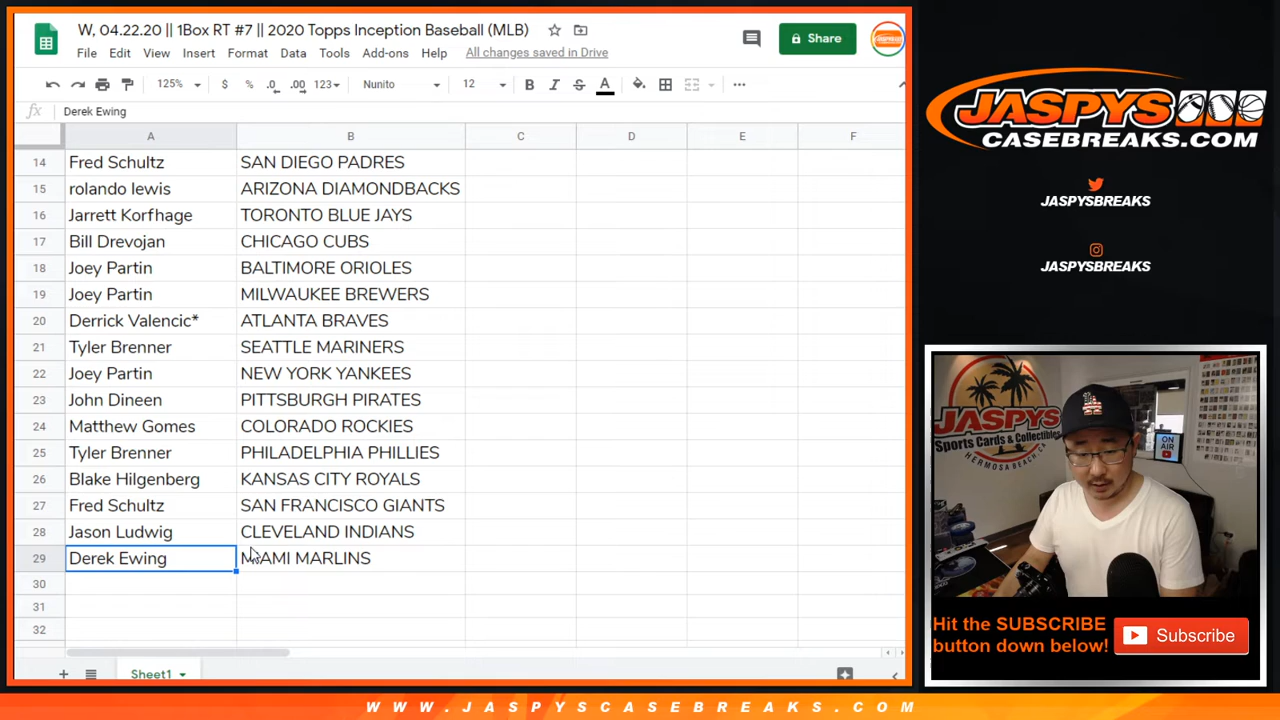 W, 04.22.20 || 1Box RT #7 || 2020 Topps Inception Baseball (MLB)
File Edit View Insert Format Data Tools Add-ons Help All changes saved in Drive
Share
125% $ % .0 .00 123 Nunito 12 B I S A
fx Derek Ewing
A B C D E F
14 Fred Schultz SAN DIEGO PADRES
15 rolando lewis ARIZONA DIAMONDBACKS
16 Jarrett Korfhage TORONTO BLUE JAYS
17 Bill Drevojan CHICAGO CUBS
18 Joey Partin BALTIMORE ORIOLES
19 Joey Partin MILWAUKEE BREWERS
20 Derrick Valencic* ATLANTA BRAVES
21 Tyler Brenner SEATTLE MARINERS
22 Joey Partin NEW YORK YANKEES
23 John Dineen PITTSBURGH PIRATES
24 Matthew Gomes COLORADO ROCKIES
25 Tyler Brenner PHILADELPHIA PHILLIES
26 Blake Hilgenberg KANSAS CITY ROYALS
27 Fred Schultz SAN FRANCISCO GIANTS
28 Jason Ludwig CLEVELAND INDIANS
29 Derek Ewing MIAMI MARLINS
30
31
32
Sheet1
JASPYS
CASEBREAKS.COM
JASPYSBREAKS
JASPYSBREAKS
JASPYS
Sports Cards & Collectibles
HERMOSA BEACH, CA
ON AIR
Hit the SUBSCRIBE
button down below!
Subscribe
WWW.JASPYSCASEBREAKS.COM